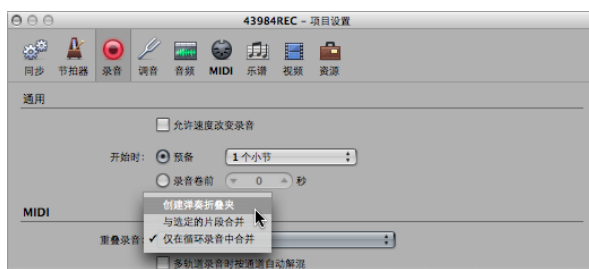 43984REC – 项目设置
同步 节拍器 录音 调音 音频 MIDI 乐谱 视频 资源
通用
允许速度改变录音
开始时: 预备 1 个小节
录音卷前 0 秒
创建弹奏折叠夹
MIDI
与选定的片段合并
重叠录音: ✓ 仅在循环录音中合并
多轨道录音时按通道自动解混